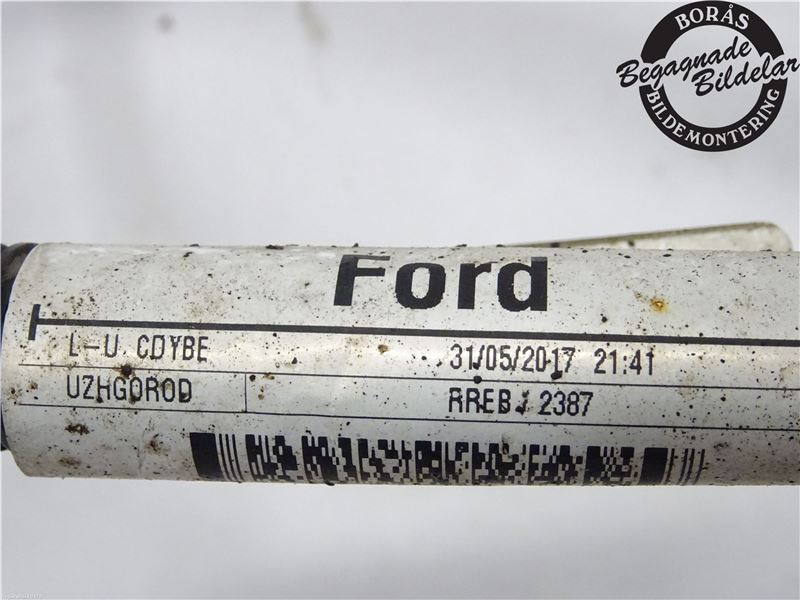 BORÅS
Begagnade
Bildelar
BILDEMONTERING
Ford
L-U CDYBE 31/05/2017 21:41
UZHGOROD RREB 2387